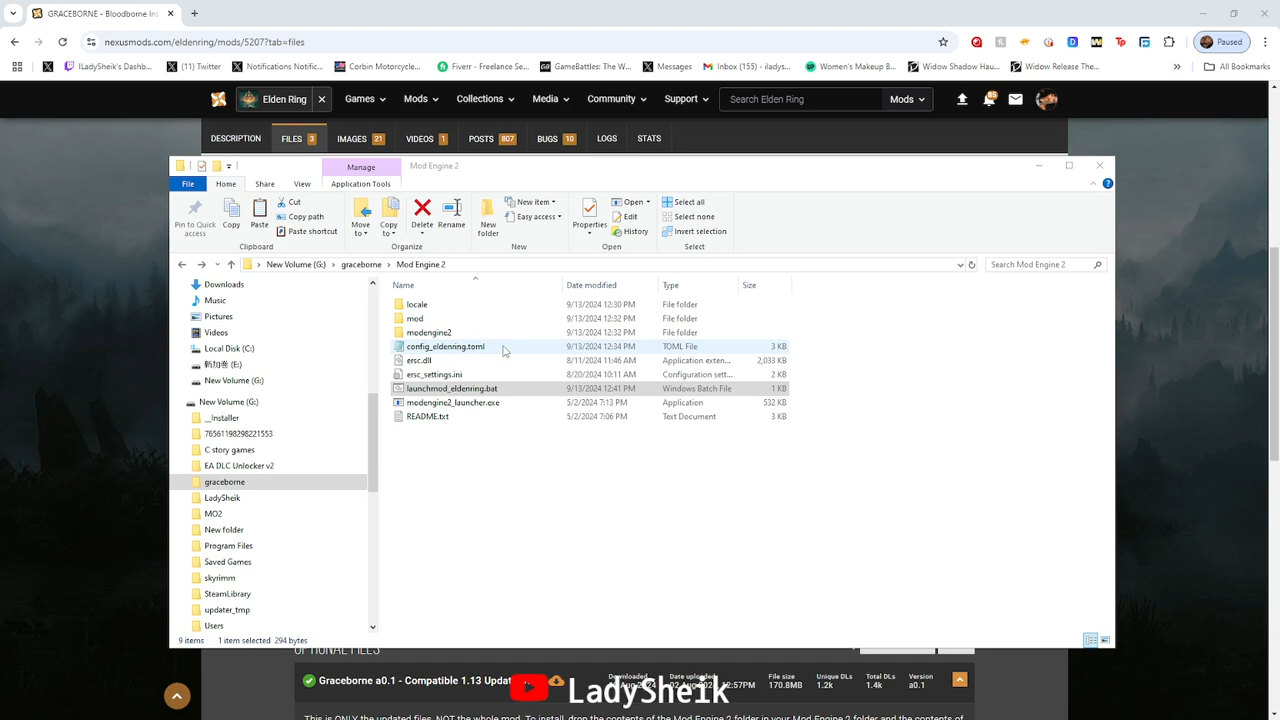 GRACEBORNE - Bloodborne Ins
nexusmods.com/eldenring/mods/5207?tab=files
Paused
ILadySheik's Dashb...
(11) Twitter
Notifications Notific...
Corbin Motorcycle...
Fiverr - Freelance Se...
GameBattles: The W...
Messages
Inbox (155) - iladys...
Women's Makeup B...
Widow Shadow Hau...
Widow Release The...
All Bookmarks
Elden Ring
Games
Mods
Collections
Media
Community
Support
Search Elden Ring
Mods
DESCRIPTION
FILES 3
IMAGES 21
VIDEOS 1
POSTS 807
BUGS 10
LOGS
STATS
Manage
Mod Engine 2
File
Home
Share
View
Application Tools
Pin to Quick access
Copy
Paste
Cut
Copy path
Paste shortcut
Clipboard
Move to
Copy to
Delete
Rename
Organize
New folder
New item
Easy access
New
Properties
Open
Edit
History
Open
Select all
Select none
Invert selection
Select
New Volume (G:) > graceborne > Mod Engine 2
Search Mod Engine 2
Downloads
Music
Pictures
Videos
Local Disk (C:)
新加卷 (E:)
New Volume (G:)
New Volume (G:)
__Installer
76561198298221553
C story games
EA DLC Unlocker v2
graceborne
LadySheik
MO2
New folder
Program Files
Saved Games
skyrimm
SteamLibrary
updater_tmp
Users
Name Date modified Type Size
locale 9/13/2024 12:30 PM File folder
mod 9/13/2024 12:32 PM File folder
modengine2 9/13/2024 12:32 PM File folder
config_eldenring.toml 9/13/2024 12:34 PM TOML File 3 KB
ersc.dll 8/11/2024 11:46 AM Application exten... 2,033 KB
ersc_settings.ini 8/20/2024 10:11 AM Configuration sett... 2 KB
launchmod_eldenring.bat 9/13/2024 12:41 PM Windows Batch File 1 KB
modengine2_launcher.exe 5/2/2024 7:13 PM Application 532 KB
README.txt 5/2/2024 7:06 PM Text Document 3 KB
9 items 1 item selected 294 bytes
OPTIONAL FILES
Graceborne a0.1 - Compatible 1.13 Updat
Date uploaded
File size
170.8MB
Unique DLs
1.2k
Total DLs
1.4k
Version
a0.1
LadySheik
This is ONLY the updated files, NOT the whole mod. To install, drop the contents of the Mod Engine 2 folder in your Mod Engine 2 folder and the contents of